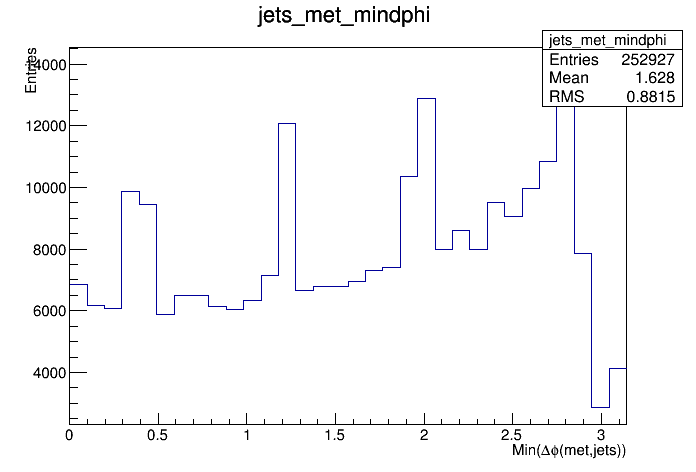 jets_met_mindphi
jets_met_mindphi
Entries 252927
Mean 1.628
RMS 0.8815
Entries
14000
12000
10000
8000
6000
4000
0 0.5 1 1.5 2 2.5 3
Min(Δϕ(met,jets))